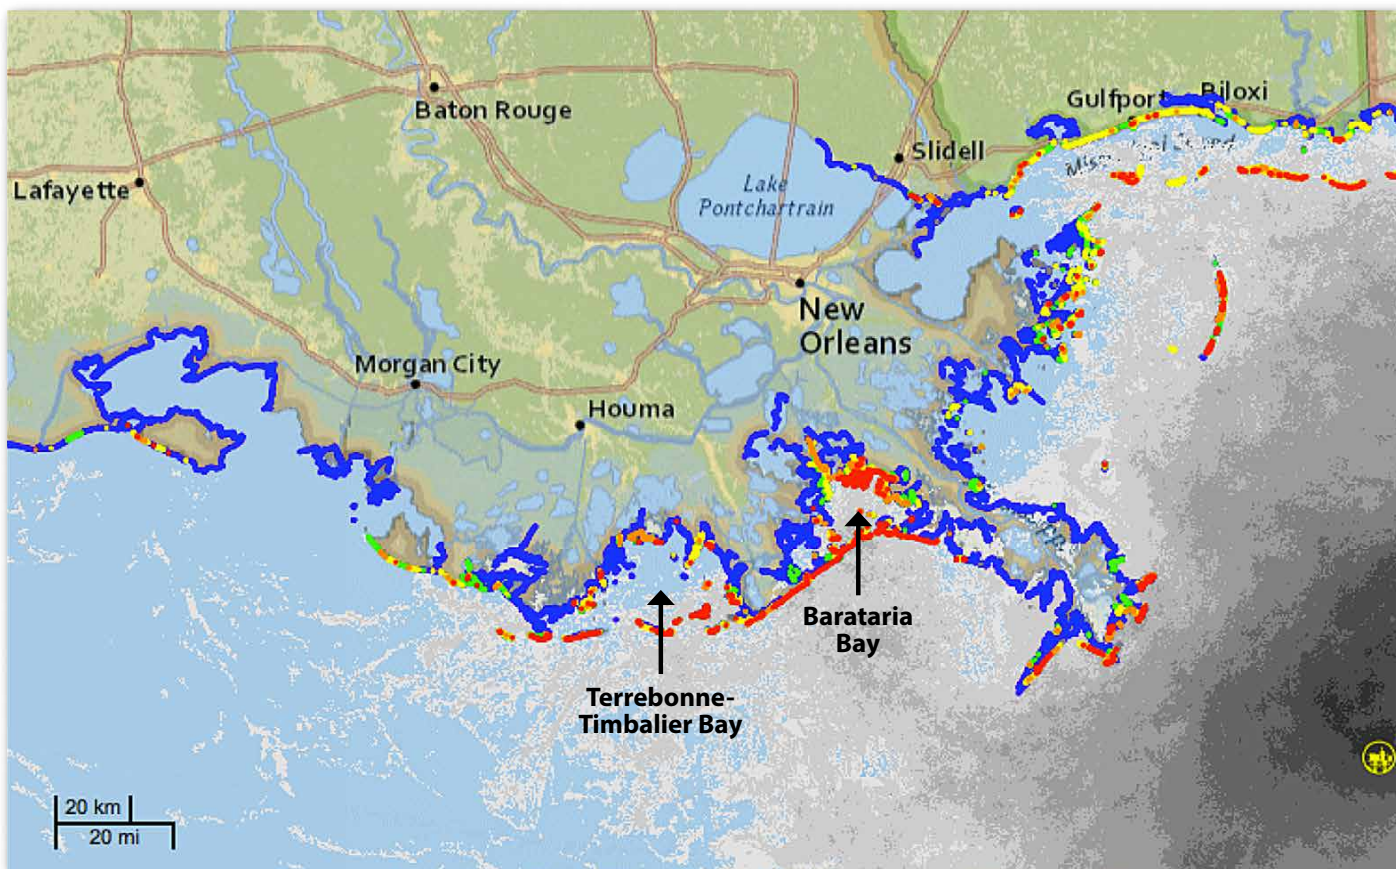 Baton Rouge
Gulfport
Biloxi
Slidell
Lafayette
Lake
Pontchartrain
New
Orleans
Morgan City
Houma
Barataria
Bay
Terrebonne-
Timbalier Bay
20 km
20 mi